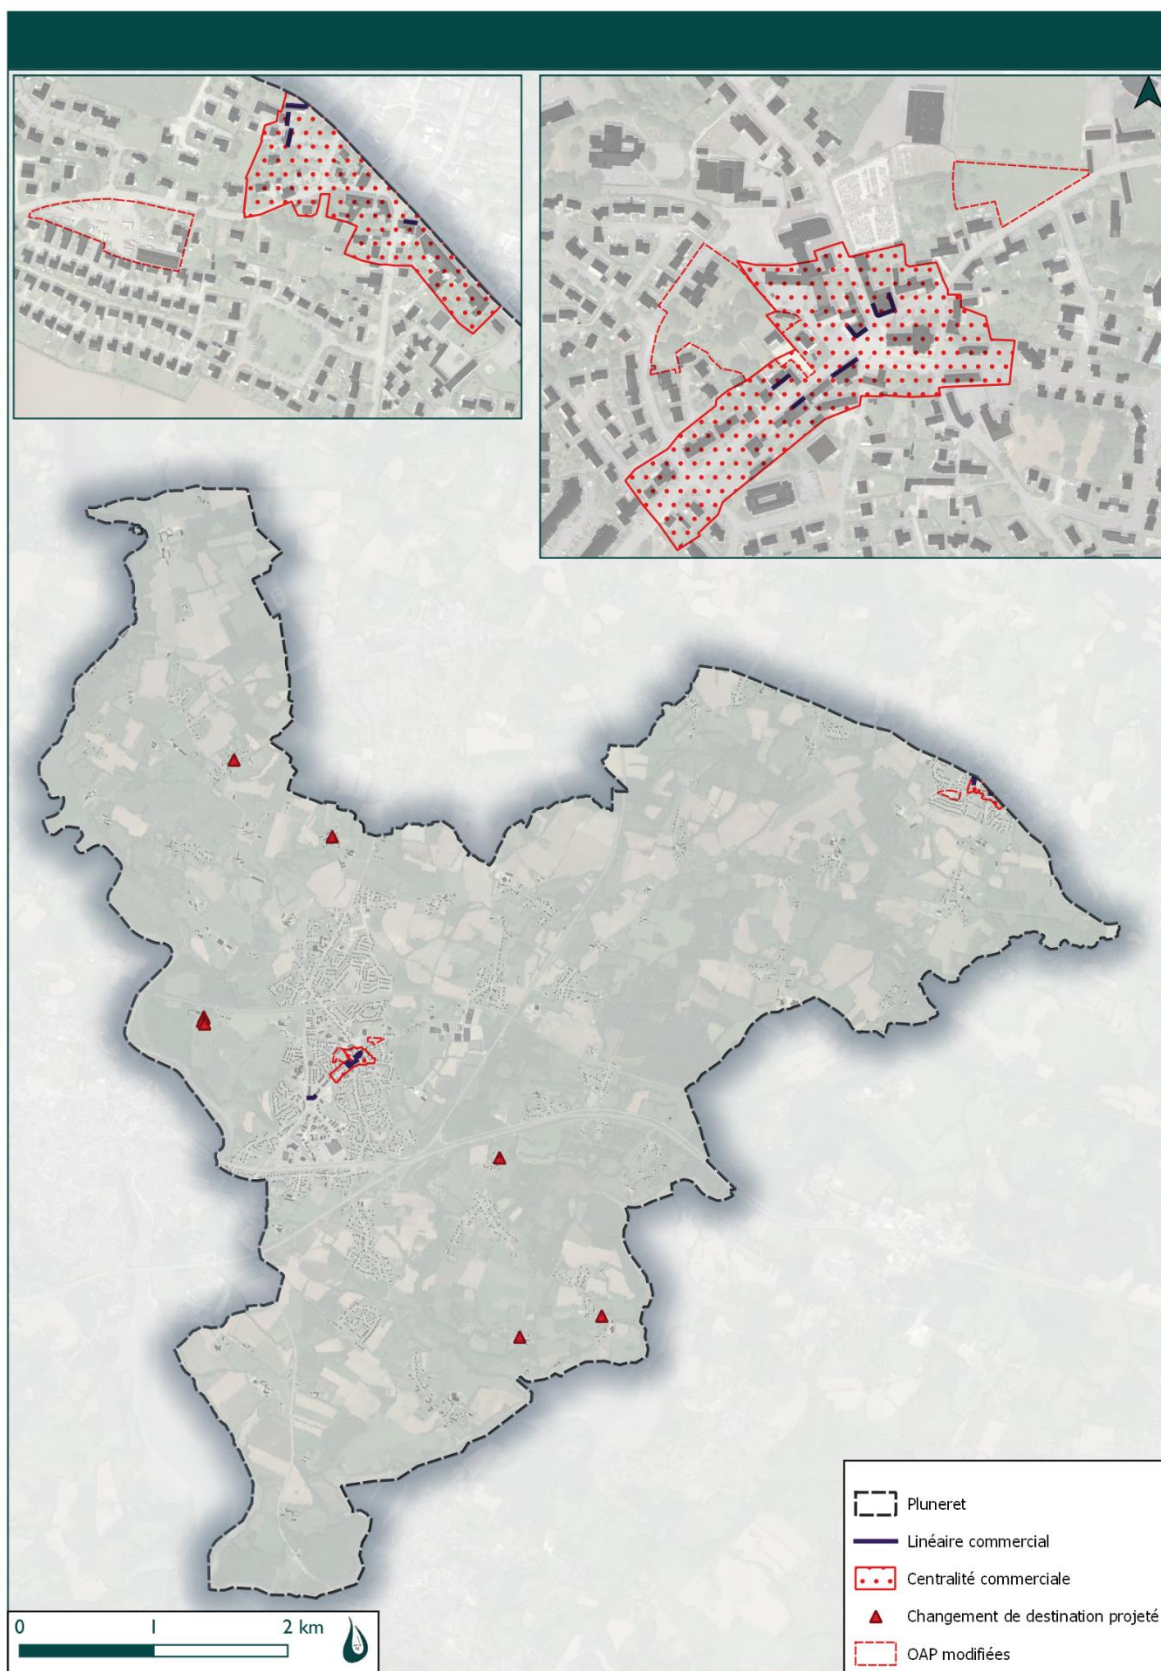 Pluneret
Linéaire commercial
Centralité commerciale
Changement de destination projeté
OAP modifiées
0 1 2 km